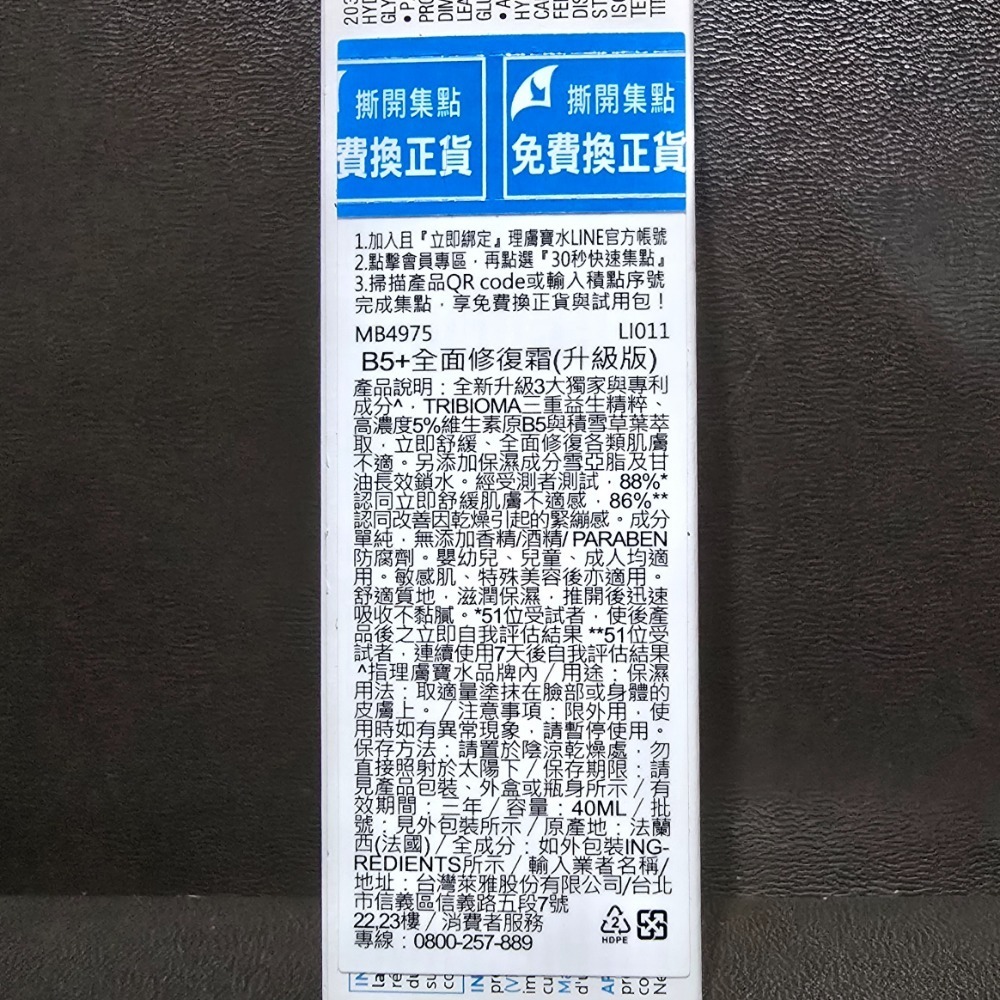 撕開集點 撕開集點
費換正貨 免費換正貨
1.加入且『立即綁定』理膚寶水LINE官方帳號
2.點擊會員專區，再點選『30秒快速集點』
3.掃描產品QR code或輸入積點序號
完成集點，享免費換正貨與試用包！
MB4975 LI011
B5+全面修復霜(升級版)
產品說明：全新升級3大獨家與專利
成分^，TRIBIOMA三重益生精粹、
高濃度5%維生素原B5與積雪草葉萃
取，立即舒緩、全面修復各類肌膚
不適。另添加保濕成分雪亞脂及甘
油長效鎖水。經受測者測試，88%*
認同立即舒緩肌膚不適感，86%**
認同改善因乾燥引起的緊繃感。成分
單純，無添加香精/酒精/ PARABEN
防腐劑。嬰幼兒、兒童、成人均適
用。敏感肌、特殊美容後亦適用。
舒適質地，滋潤保濕，推開後迅速
吸收不黏膩。*51位受試者，使後產
品後之立即自我評估結果 **51位受
試者，連續使用7天後自我評估結果
^指理膚寶水品牌內 / 用途：保濕
用法：取適量塗抹在臉部或身體的
皮膚上。/ 注意事項：限外用，使
用時如有異常現象，請暫停使用。
保存方法：請置於陰涼乾燥處，勿
直接照射於太陽下 / 保存期限：請
見產品包裝、外盒或瓶身所示 / 有
效期間：三年 / 容量：40ML / 批
號：見外包裝所示 / 原產地：法蘭
西(法國) / 全成分：如外包裝ING-
REDIENTS所示 / 輸入業者名稱/
地址：台灣萊雅股份有限公司/台北
市信義區信義路五段7號
22,23樓 / 消費者服務
專線：0800-257-889
2
HDPE